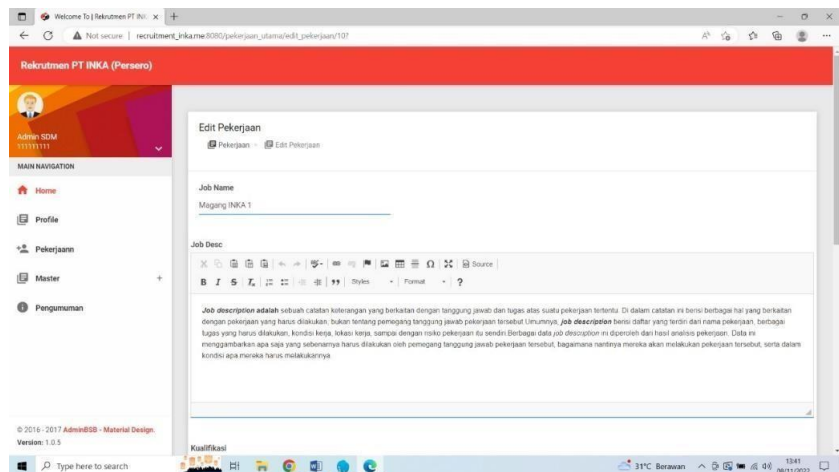 Welcome To | Rekrutmen PT INK
Not secure | recruitment_inka.me:8080/pekerjaan_utama/edit_pekerjaan/10?
Rekrutmen PT INKA (Persero)
Admin SDM
111111111
MAIN NAVIGATION
Home
Profile
Pekerjaann
Master
Pengumuman
© 2016 - 2017 AdminBSB - Material Design.
Version: 1.0.5
Edit Pekerjaan
Pekerjaan
Edit Pekerjaan
Job Name
Magang INKA 1
Job Desc
Source
Styles
Format
Job description adalah sebuah catatan keterangan yang berkaitan dengan tanggung jawab dan tugas atas suatu pekerjaan tertentu. Di dalam catatan ini berisi berbagai hal yang berkaitan
dengan pekerjaan yang harus dilakukan, bukan tentang pemegang tanggung jawab pekerjaan tersebut.Umumnya, job description berisi daftar yang terdiri dari nama pekerjaan, berbagai
tugas yang harus dilakukan, kondisi kerja, lokasi kerja, sampai dengan risiko pekerjaan itu sendiri.Berbagai data job description ini diperoleh dari hasil analisis pekerjaan. Data ini
menggambarkan apa saja yang sebenarnya harus dilakukan oleh pemegang tanggung jawab pekerjaan tersebut, bagaimana nantinya mereka akan melakukan pekerjaan tersebut, serta dalam
kondisi apa mereka harus melakukannya.
Kualifikasi
Type here to search
31°C Berawan
13:41
08/11/2022